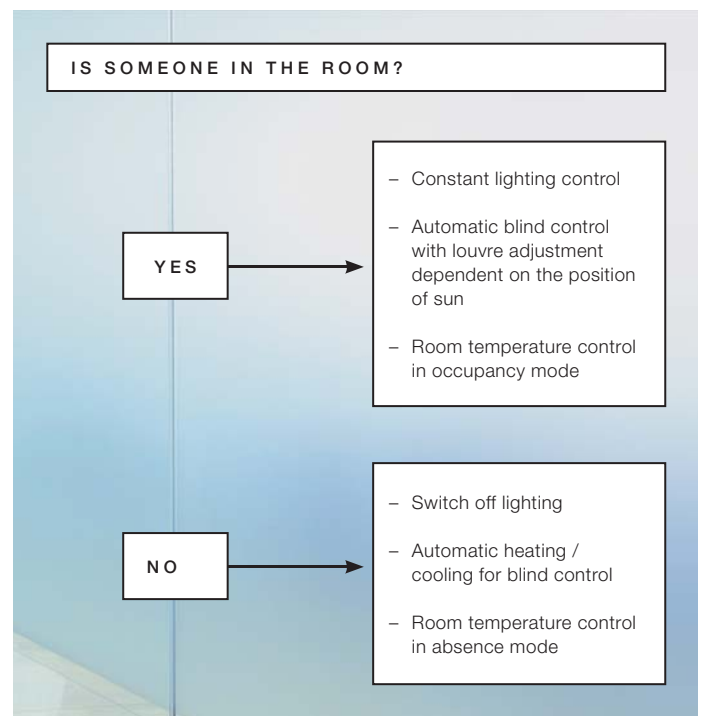 IS SOMEONE IN THE ROOM?
– Constant lighting control
– Automatic blind control
with louvre adjustment
dependent on the position
of sun
– Room temperature control
in occupancy mode
YES
– Switch off lighting
– Automatic heating /
cooling for blind control
– Room temperature control
in absence mode
NO